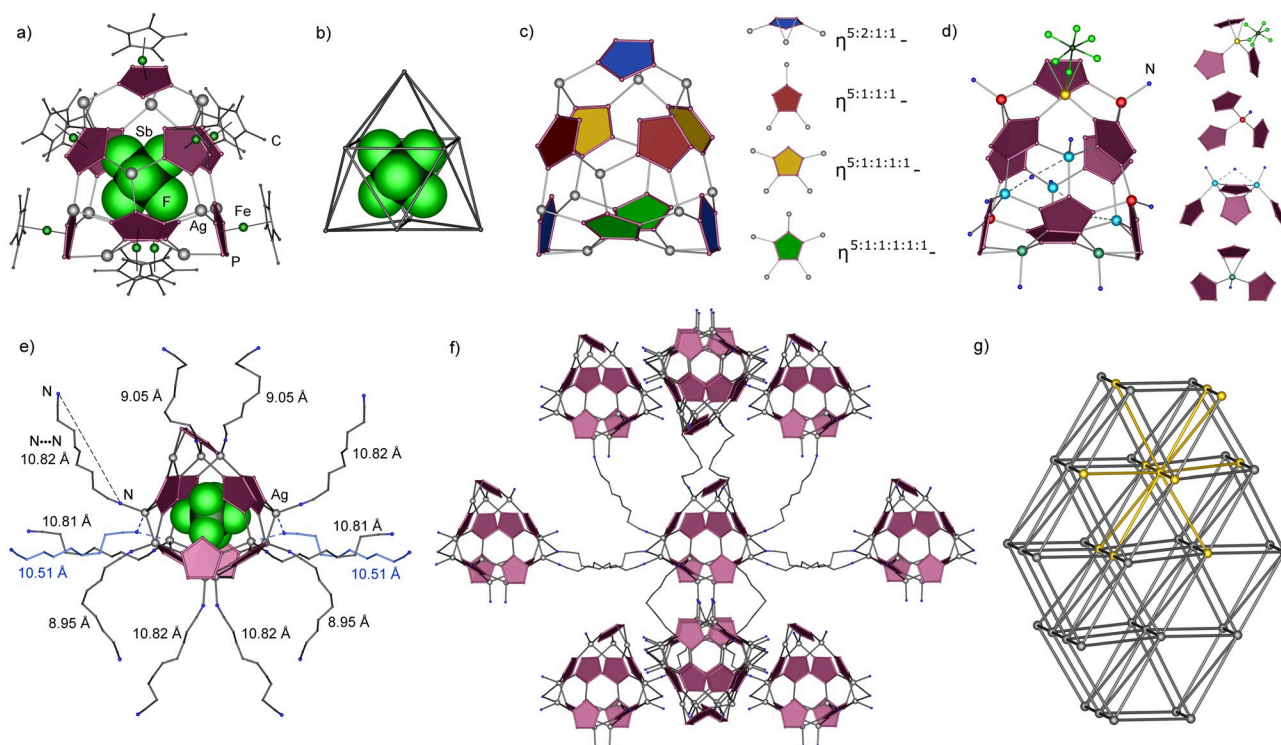 a)
Sb
C
F
Fe
Ag
P
b)
c)
η5:2:1:1-
η5:1:1:1-
η5:1:1:1:1-
η5:1:1:1:1:1-
d)
N
e)
9.05 Å
9.05 Å
N
N•••N
10.82 Å
10.82 Å
N
Ag
10.81 Å
10.81 Å
10.51 Å
10.51 Å
8.95 Å
10.82 Å
10.82 Å
8.95 Å
f)
g)